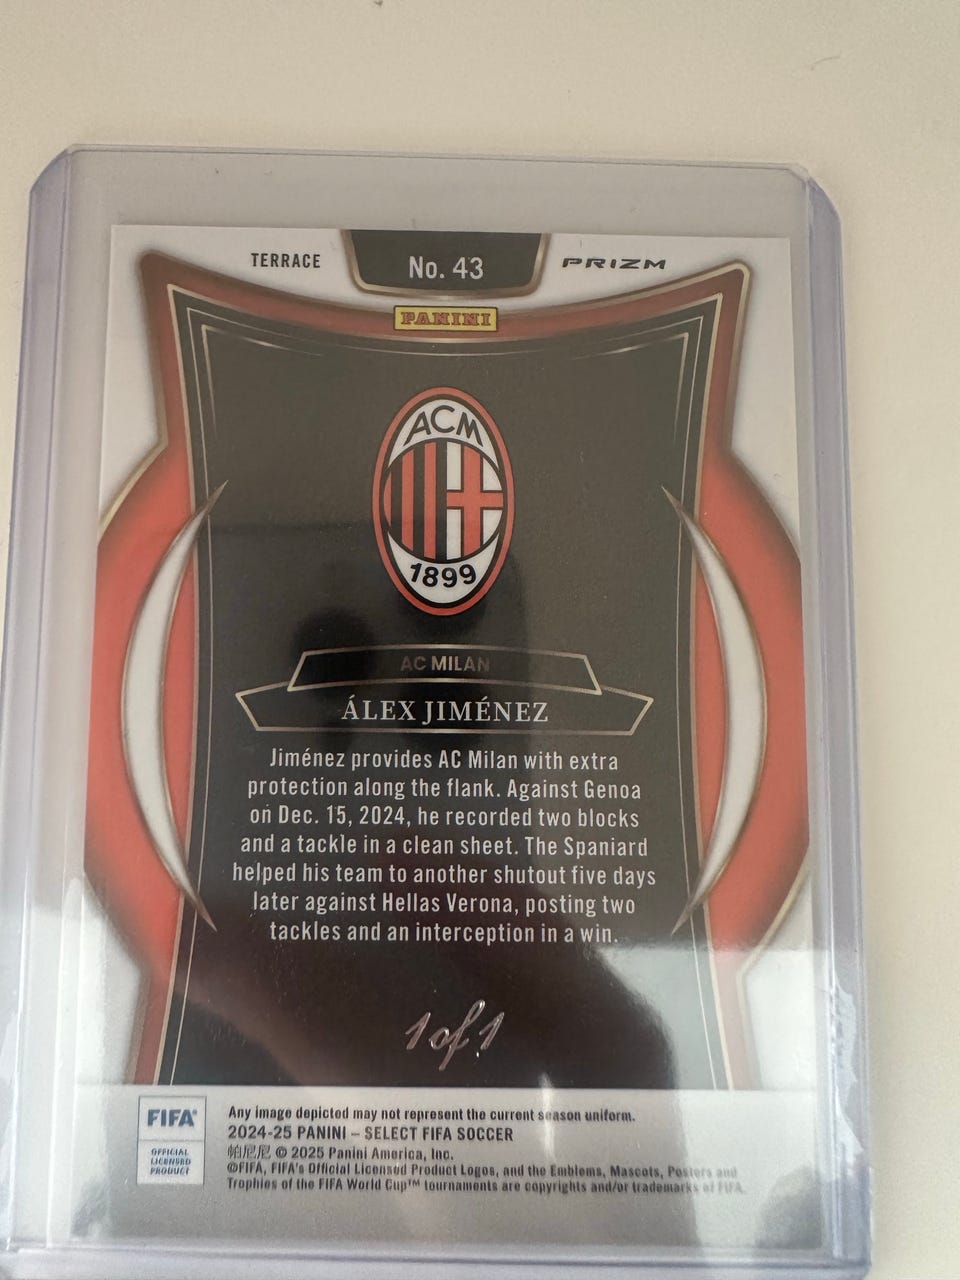 TERRACE
No. 43
PRIZM
PANINI
ACM
1899
AC MILAN
ÁLEX JIMÉNEZ
Jiménez provides AC Milan with extra
protection along the flank. Against Genoa
on Dec. 15, 2024, he recorded two blocks
and a tackle in a clean sheet. The Spaniard
helped his team to another shutout five days
later against Hellas Verona, posting two
tackles and an interception in a win.
1 of 1
FIFA®
OFFICIAL
LICENSED
PRODUCT
Any image depicted may not represent the current season uniform.
2024-25 PANINI – SELECT FIFA SOCCER
帕尼尼 © 2025 Panini America, Inc.
©FIFA, FIFA's Official Licensed Product Logos, and the Emblems, Mascots, Posters and
Trophies of the FIFA World Cup™ tournaments are copyrights and/or trademarks of FIFA.